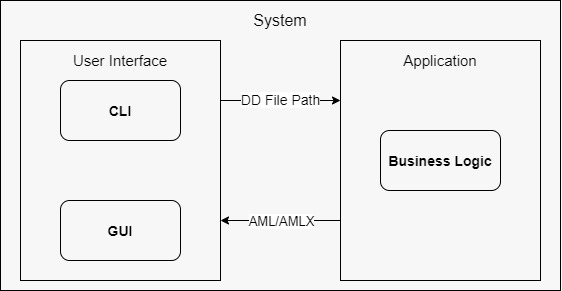 System
User Interface
Application
CLI
DD File Path
Business Logic
GUI
AML/AMLX